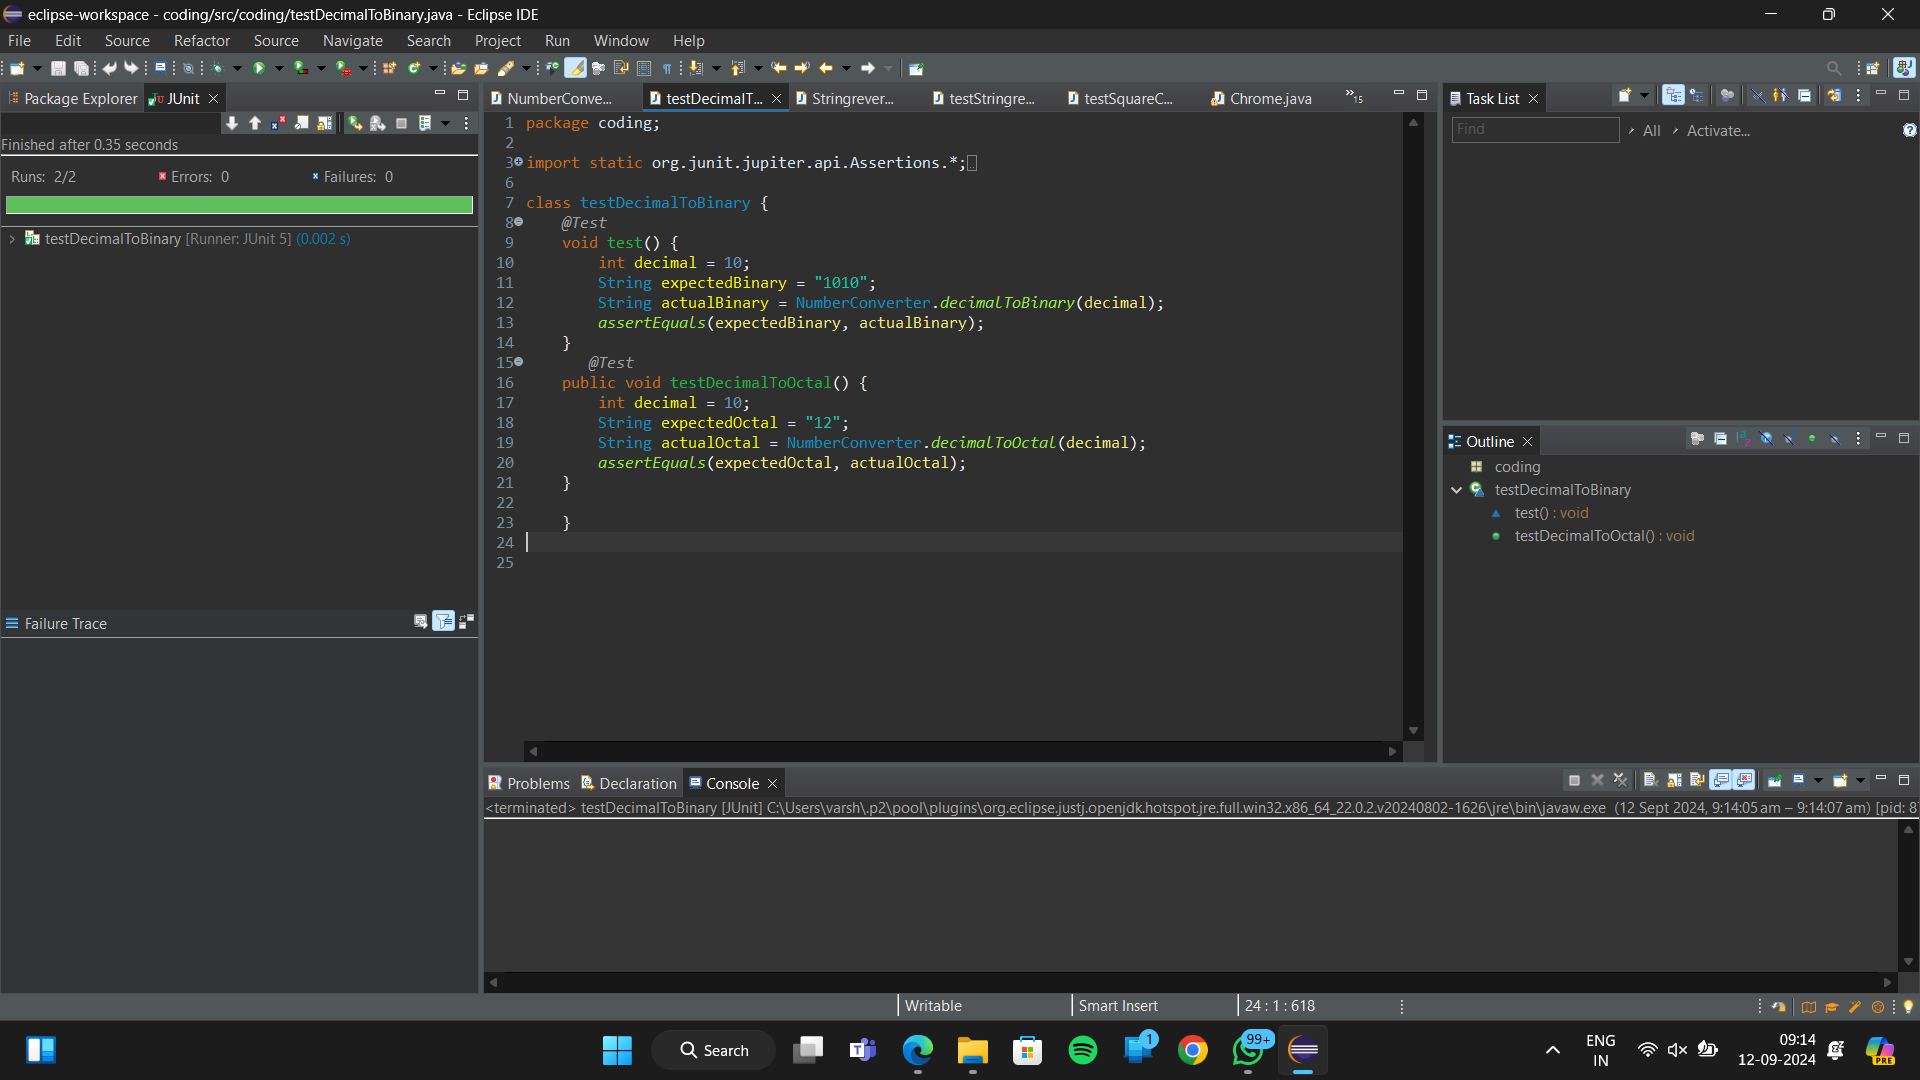 eclipse-workspace - coding/src/coding/testDecimalToBinary.java - Eclipse IDE
File Edit Source Refactor Source Navigate Search Project Run Window Help
Package Explorer JUnit
Finished after 0.35 seconds
Runs: 2/2 Errors: 0 Failures: 0
testDecimalToBinary [Runner: JUnit 5] (0.002 s)
Failure Trace
NumberConve... testDecimalT... Stringrever... testStringre... testSquareC... Chrome.java »15
1 package coding;
2
3 import static org.junit.jupiter.api.Assertions.*;
6
7 class testDecimalToBinary {
8 @Test
9 void test() {
10 int decimal = 10;
11 String expectedBinary = "1010";
12 String actualBinary = NumberConverter.decimalToBinary(decimal);
13 assertEquals(expectedBinary, actualBinary);
14 }
15 @Test
16 public void testDecimalToOctal() {
17 int decimal = 10;
18 String expectedOctal = "12";
19 String actualOctal = NumberConverter.decimalToOctal(decimal);
20 assertEquals(expectedOctal, actualOctal);
21 }
22
23 }
24
25
Task List
Find All Activate...
Outline
coding
testDecimalToBinary
test() : void
testDecimalToOctal() : void
Problems Declaration Console
<terminated> testDecimalToBinary [JUnit] C:\Users\varsh\.p2\pool\plugins\org.eclipse.justj.openjdk.hotspot.jre.full.win32.x86_64_22.0.2.v20240802-1626\jre\bin\javaw.exe (12 Sept 2024, 9:14:05 am – 9:14:07 am) [pid: 8
Writable Smart Insert 24 : 1 : 618
Search 1 99+ ENG 09:14
IN 12-09-2024 PRE